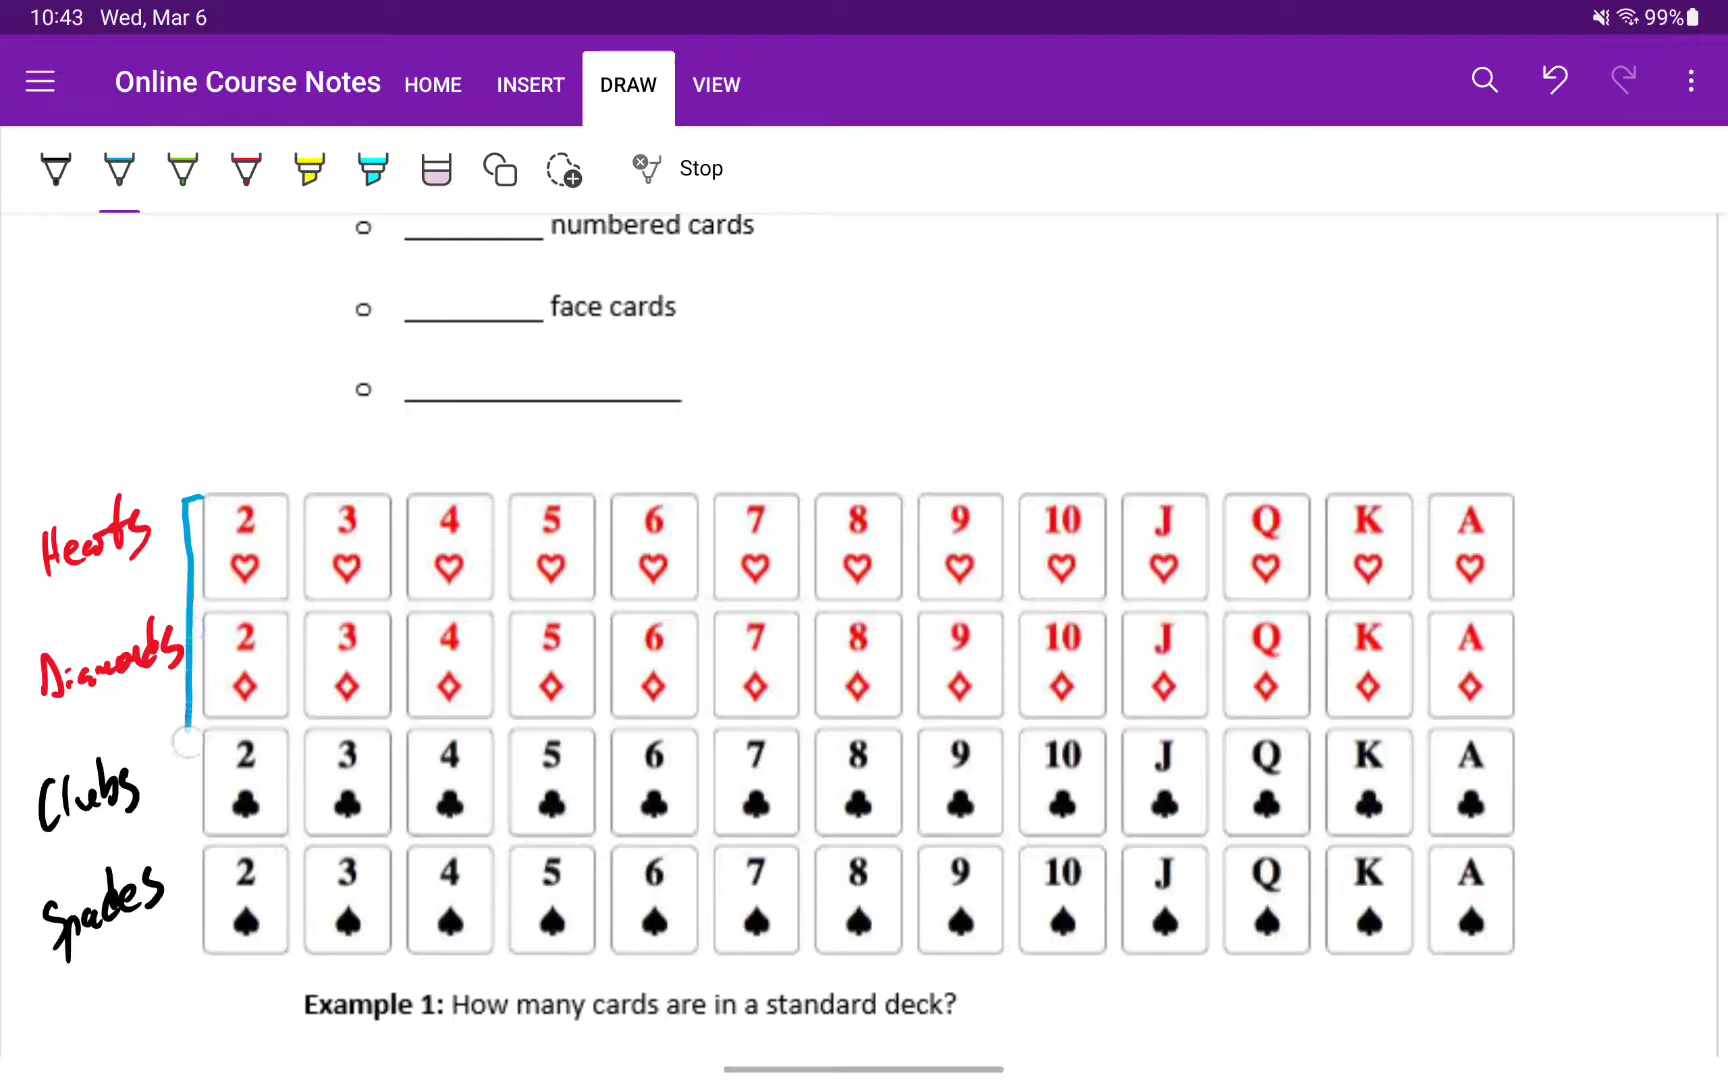 10:43 Wed, Mar 6 99%
Online Course Notes HOME INSERT DRAW VIEW
Stop
numbered cards
face cards
Hearts
2 3 4 5 6 7 8 9 10 J Q K A
Diamonds
2 3 4 5 6 7 8 9 10 J Q K A
Clubs
2 3 4 5 6 7 8 9 10 J Q K A
Spades
2 3 4 5 6 7 8 9 10 J Q K A
Example 1: How many cards are in a standard deck?